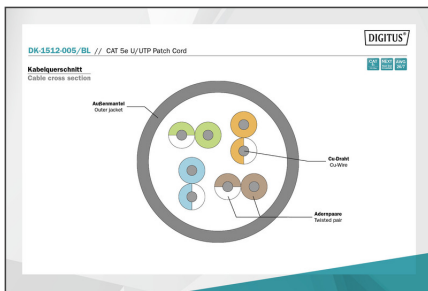 DIGITUS®
DK-1512-005/BL // CAT 5e U/UTP Patch Cord
Kabelquerschnitt
Cable cross section
Außenmantel
Outer jacket
Cu-Draht
Cu-Wire
Adernpaare
Twisted pair